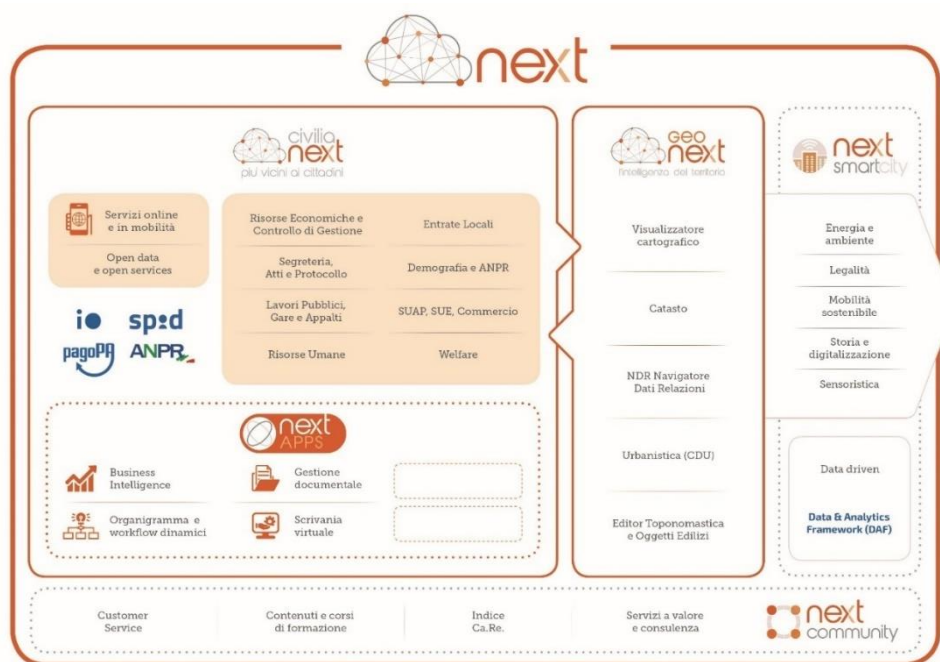 next
civilia
next
più vicini ai cittadini
Servizi online
e in mobilità
Open data
e open services
io
spid
pagoPA
ANPR
Risorse Economiche e
Controllo di Gestione
Entrate Locali
Segreteria,
Atti e Protocollo
Demografia e ANPR
Lavori Pubblici,
Gare e Appalti
SUAP, SUE, Commercio
Risorse Umane
Welfare
next
APPS
Business
Intelligence
Gestione
documentale
Organigramma e
workflow dinamici
Scrivania
virtuale
GEO
next
l'intelligenza del territorio
Visualizzatore
cartografico
Catasto
NDR Navigatore
Dati Relazioni
Urbanistica (CDU)
Editor Toponomastica
e Oggetti Edilizi
next
smartcity
Energia e
ambiente
Legalità
Mobilità
sostenibile
Storia e
digitalizzazione
Sensoristica
Data driven
Data & Analytics
Framework (DAF)
Customer
Service
Contenuti e corsi
di formazione
Indice
Ca.Re.
Servizi a valore
e consulenza
next
community